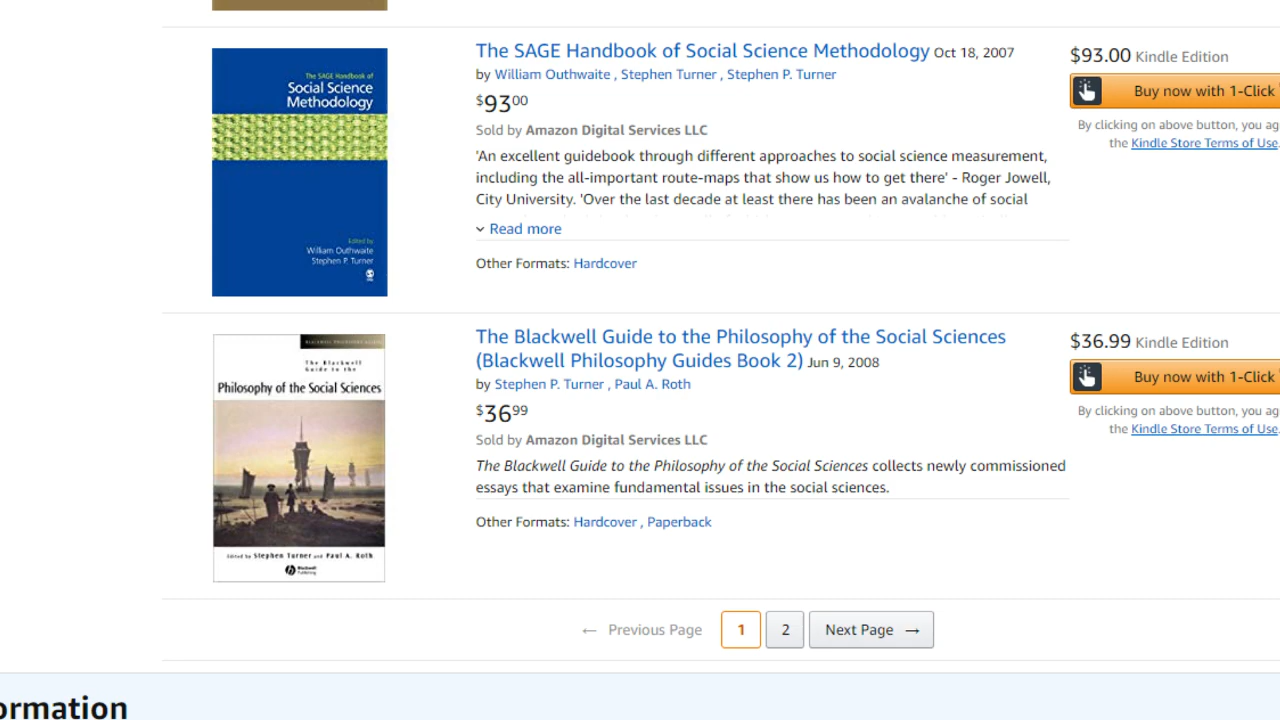 The SAGE Handbook of
Social Science
Methodology
Edited by
William Outhwaite
Stephen P. Turner
The SAGE Handbook of Social Science Methodology Oct 18, 2007
by William Outhwaite , Stephen Turner , Stephen P. Turner
$93.00
Sold by Amazon Digital Services LLC
'An excellent guidebook through different approaches to social science measurement,
including the all-important route-maps that show us how to get there' - Roger Jowell,
City University. 'Over the last decade at least there has been an avalanche of social
Read more
Other Formats: Hardcover
$93.00 Kindle Edition
Buy now with 1-Click
By clicking on above button, you ag
the Kindle Store Terms of Use.
The Blackwell
Guide to the
Philosophy of the Social Sciences
Edited by Stephen Turner and Paul A. Roth
Blackwell
Publishing
The Blackwell Guide to the Philosophy of the Social Sciences
(Blackwell Philosophy Guides Book 2) Jun 9, 2008
by Stephen P. Turner , Paul A. Roth
$36.99
Sold by Amazon Digital Services LLC
The Blackwell Guide to the Philosophy of the Social Sciences collects newly commissioned
essays that examine fundamental issues in the social sciences.
Other Formats: Hardcover , Paperback
$36.99 Kindle Edition
Buy now with 1-Click
By clicking on above button, you ag
the Kindle Store Terms of Use.
← Previous Page 1 2 Next Page →
ormation